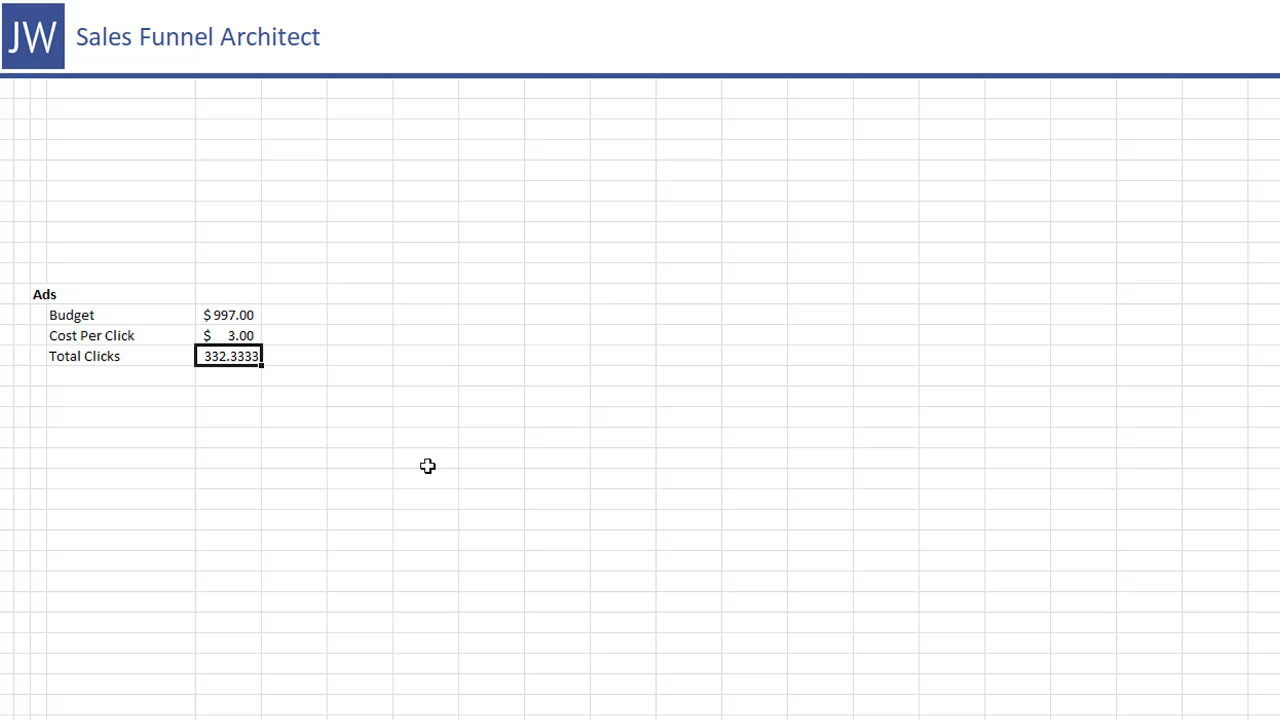 JW Sales Funnel Architect
Ads
Budget $ 997.00
Cost Per Click $ 3.00
Total Clicks 332.3333